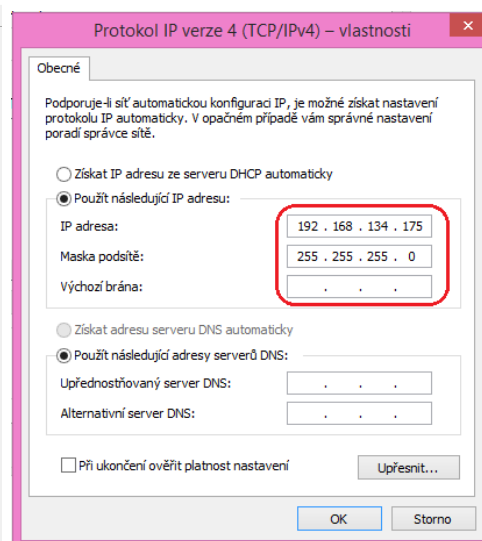 Protokol IP verze 4 (TCP/IPv4) – vlastnosti
Obecné
Podporuje-li síť automatickou konfiguraci IP, je možné získat nastavení
protokolu IP automaticky. V opačném případě vám správné nastavení
poradí správce sítě.
Získat IP adresu ze serveru DHCP automaticky
Použít následující IP adresu:
IP adresa: 192 . 168 . 134 . 175
Maska podsítě: 255 . 255 . 255 . 0
Výchozí brána: . . .
Získat adresu serveru DNS automaticky
Použít následující adresy serverů DNS:
Upřednostňovaný server DNS: . . .
Alternativní server DNS: . . .
Při ukončení ověřit platnost nastavení Upřesnit...
OK Storno